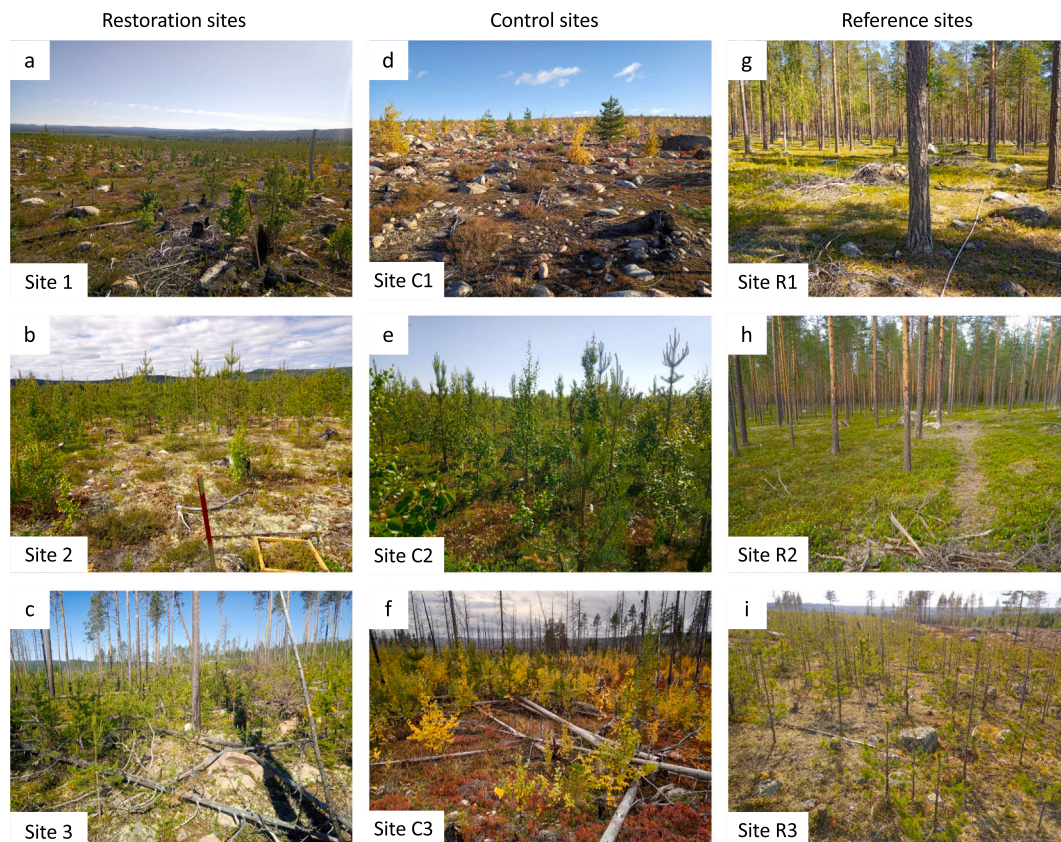 Restoration sites
Control sites
Reference sites
a
d
g
Site 1
Site C1
Site R1
b
e
h
Site 2
Site C2
Site R2
c
f
i
Site 3
Site C3
Site R3